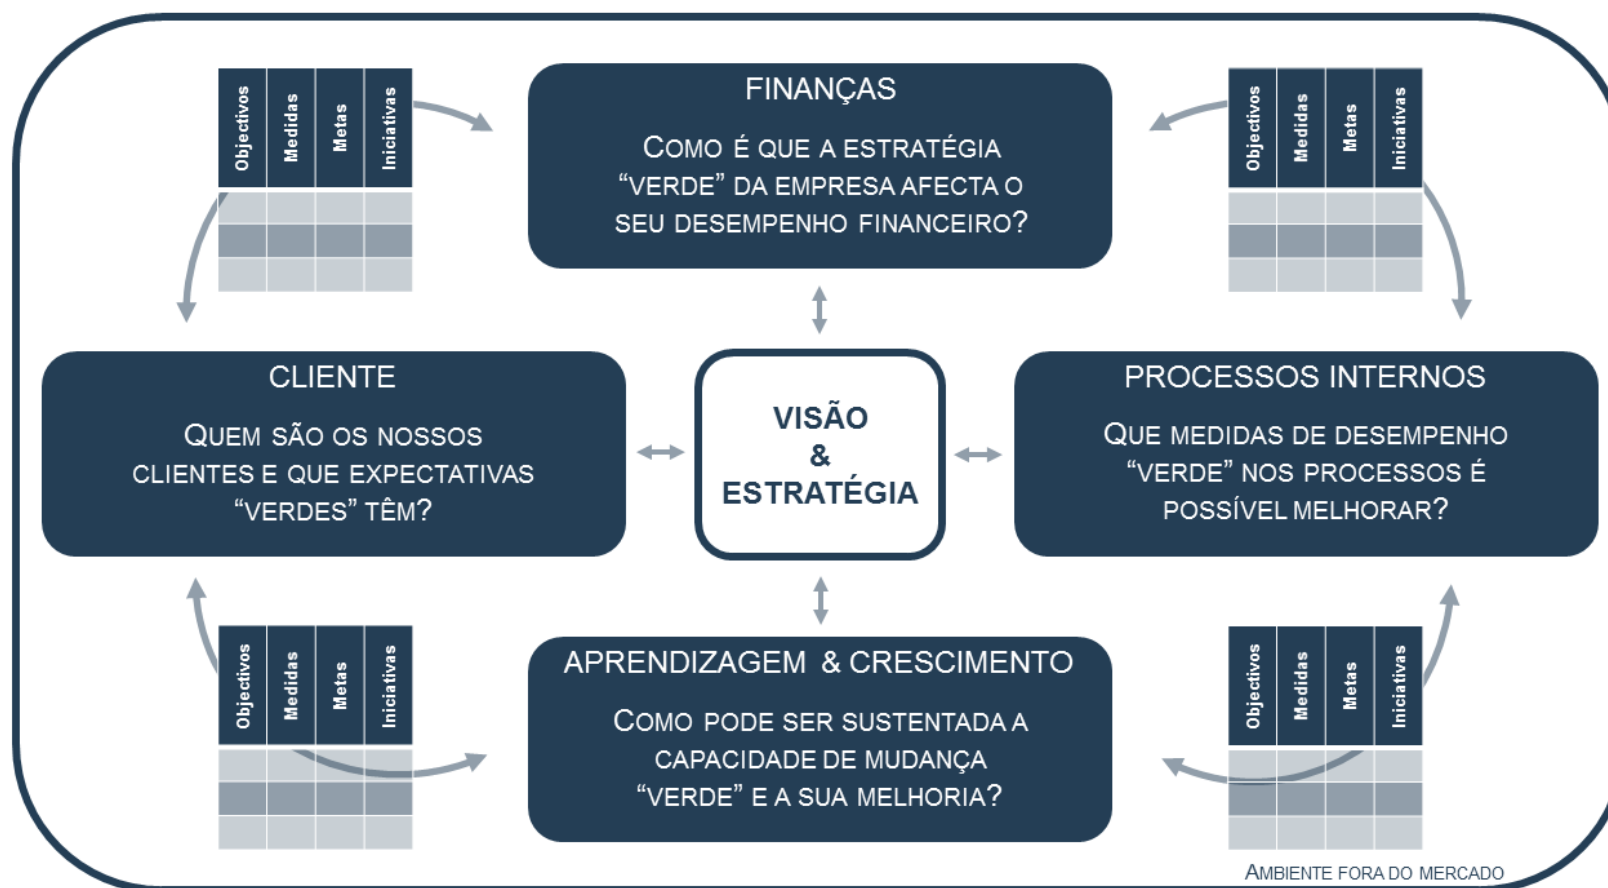 Objectivos
Medidas
Metas
Iniciativas
FINANÇAS
COMO É QUE A ESTRATÉGIA
“VERDE” DA EMPRESA AFECTA O
SEU DESEMPENHO FINANCEIRO?
Objectivos
Medidas
Metas
Iniciativas
CLIENTE
QUEM SÃO OS NOSSOS
CLIENTES E QUE EXPECTATIVAS
“VERDES” TÊM?
VISÃO
&
ESTRATÉGIA
PROCESSOS INTERNOS
QUE MEDIDAS DE DESEMPENHO
“VERDE” NOS PROCESSOS É
POSSÍVEL MELHORAR?
Objectivos
Medidas
Metas
Iniciativas
APRENDIZAGEM & CRESCIMENTO
COMO PODE SER SUSTENTADA A
CAPACIDADE DE MUDANÇA
“VERDE” E A SUA MELHORIA?
Objectivos
Medidas
Metas
Iniciativas
AMBIENTE FORA DO MERCADO